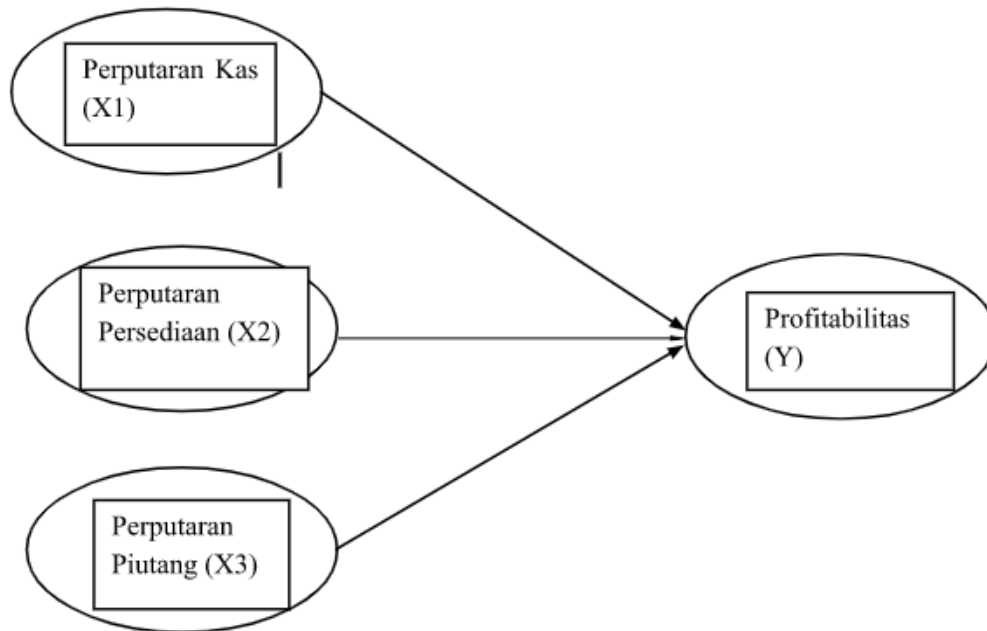 Perputaran Kas
(X1)
Perputaran
Persediaan (X2)
Profitabilitas
(Y)
Perputaran
Piutang (X3)